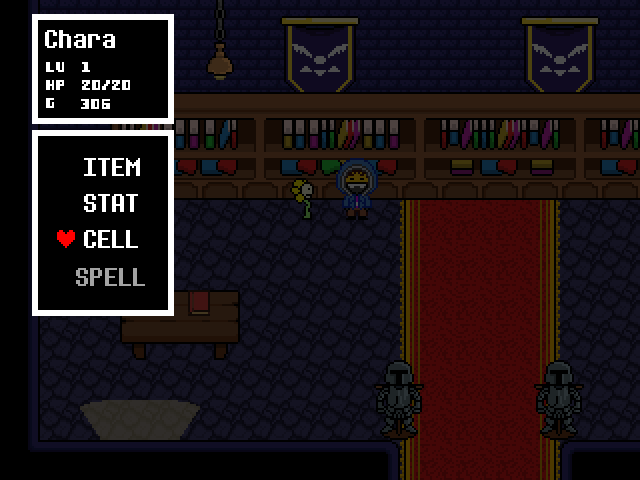 Chara
LV 1
HP 20/20
G 306
ITEM
STAT
CELL
SPELL